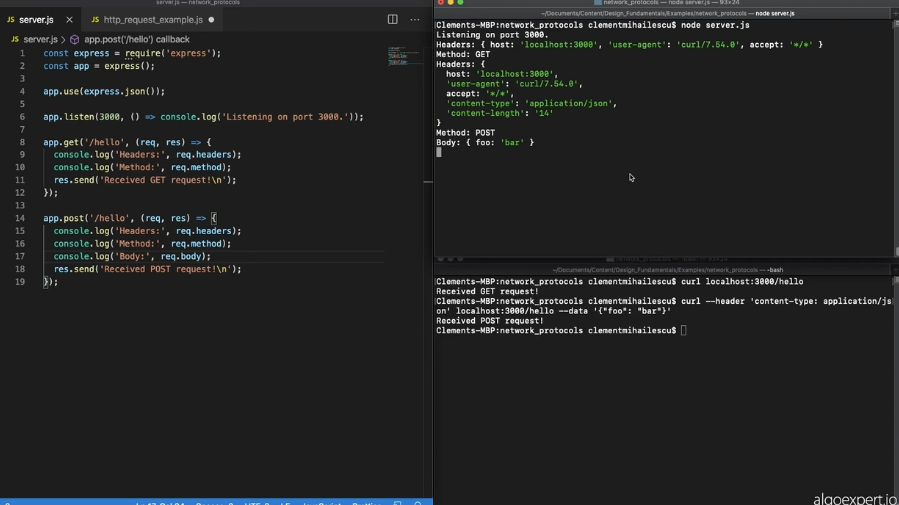 server.js — network_protocols
server.js
http_request_example.js
server.js > app.post('/hello') callback
1 const express = require('express');
2 const app = express();
3
4 app.use(express.json());
5
6 app.listen(3000, () => console.log('Listening on port 3000.'));
7
8 app.get('/hello', (req, res) => {
9 console.log('Headers:', req.headers);
10 console.log('Method:', req.method);
11 res.send('Received GET request!\n');
12 });
13
14 app.post('/hello', (req, res) => {
15 console.log('Headers:', req.headers);
16 console.log('Method:', req.method);
17 console.log('Body:', req.body);
18 res.send('Received POST request!\n');
19 });
network_protocols — node server.js — 93×24
~/Documents/Content/Design_Fundamentals/Examples/network_protocols — node server.js
Clements-MBP:network_protocols clementmihailescu$ node server.js
Listening on port 3000.
Headers: { host: 'localhost:3000', 'user-agent': 'curl/7.54.0', accept: '*/*' }
Method: GET
Headers: {
host: 'localhost:3000',
'user-agent': 'curl/7.54.0',
accept: '*/*',
'content-type': 'application/json',
'content-length': '14'
}
Method: POST
Body: { foo: 'bar' }
~/Documents/Content/Design_Fundamentals/Examples/network_protocols — -bash
Clements-MBP:network_protocols clementmihailescu$ curl localhost:3000/hello
Received GET request!
Clements-MBP:network_protocols clementmihailescu$ curl --header 'content-type: application/js
on' localhost:3000/hello --data '{"foo": "bar"}'
Received POST request!
Clements-MBP:network_protocols clementmihailescu$
algoexpert.io